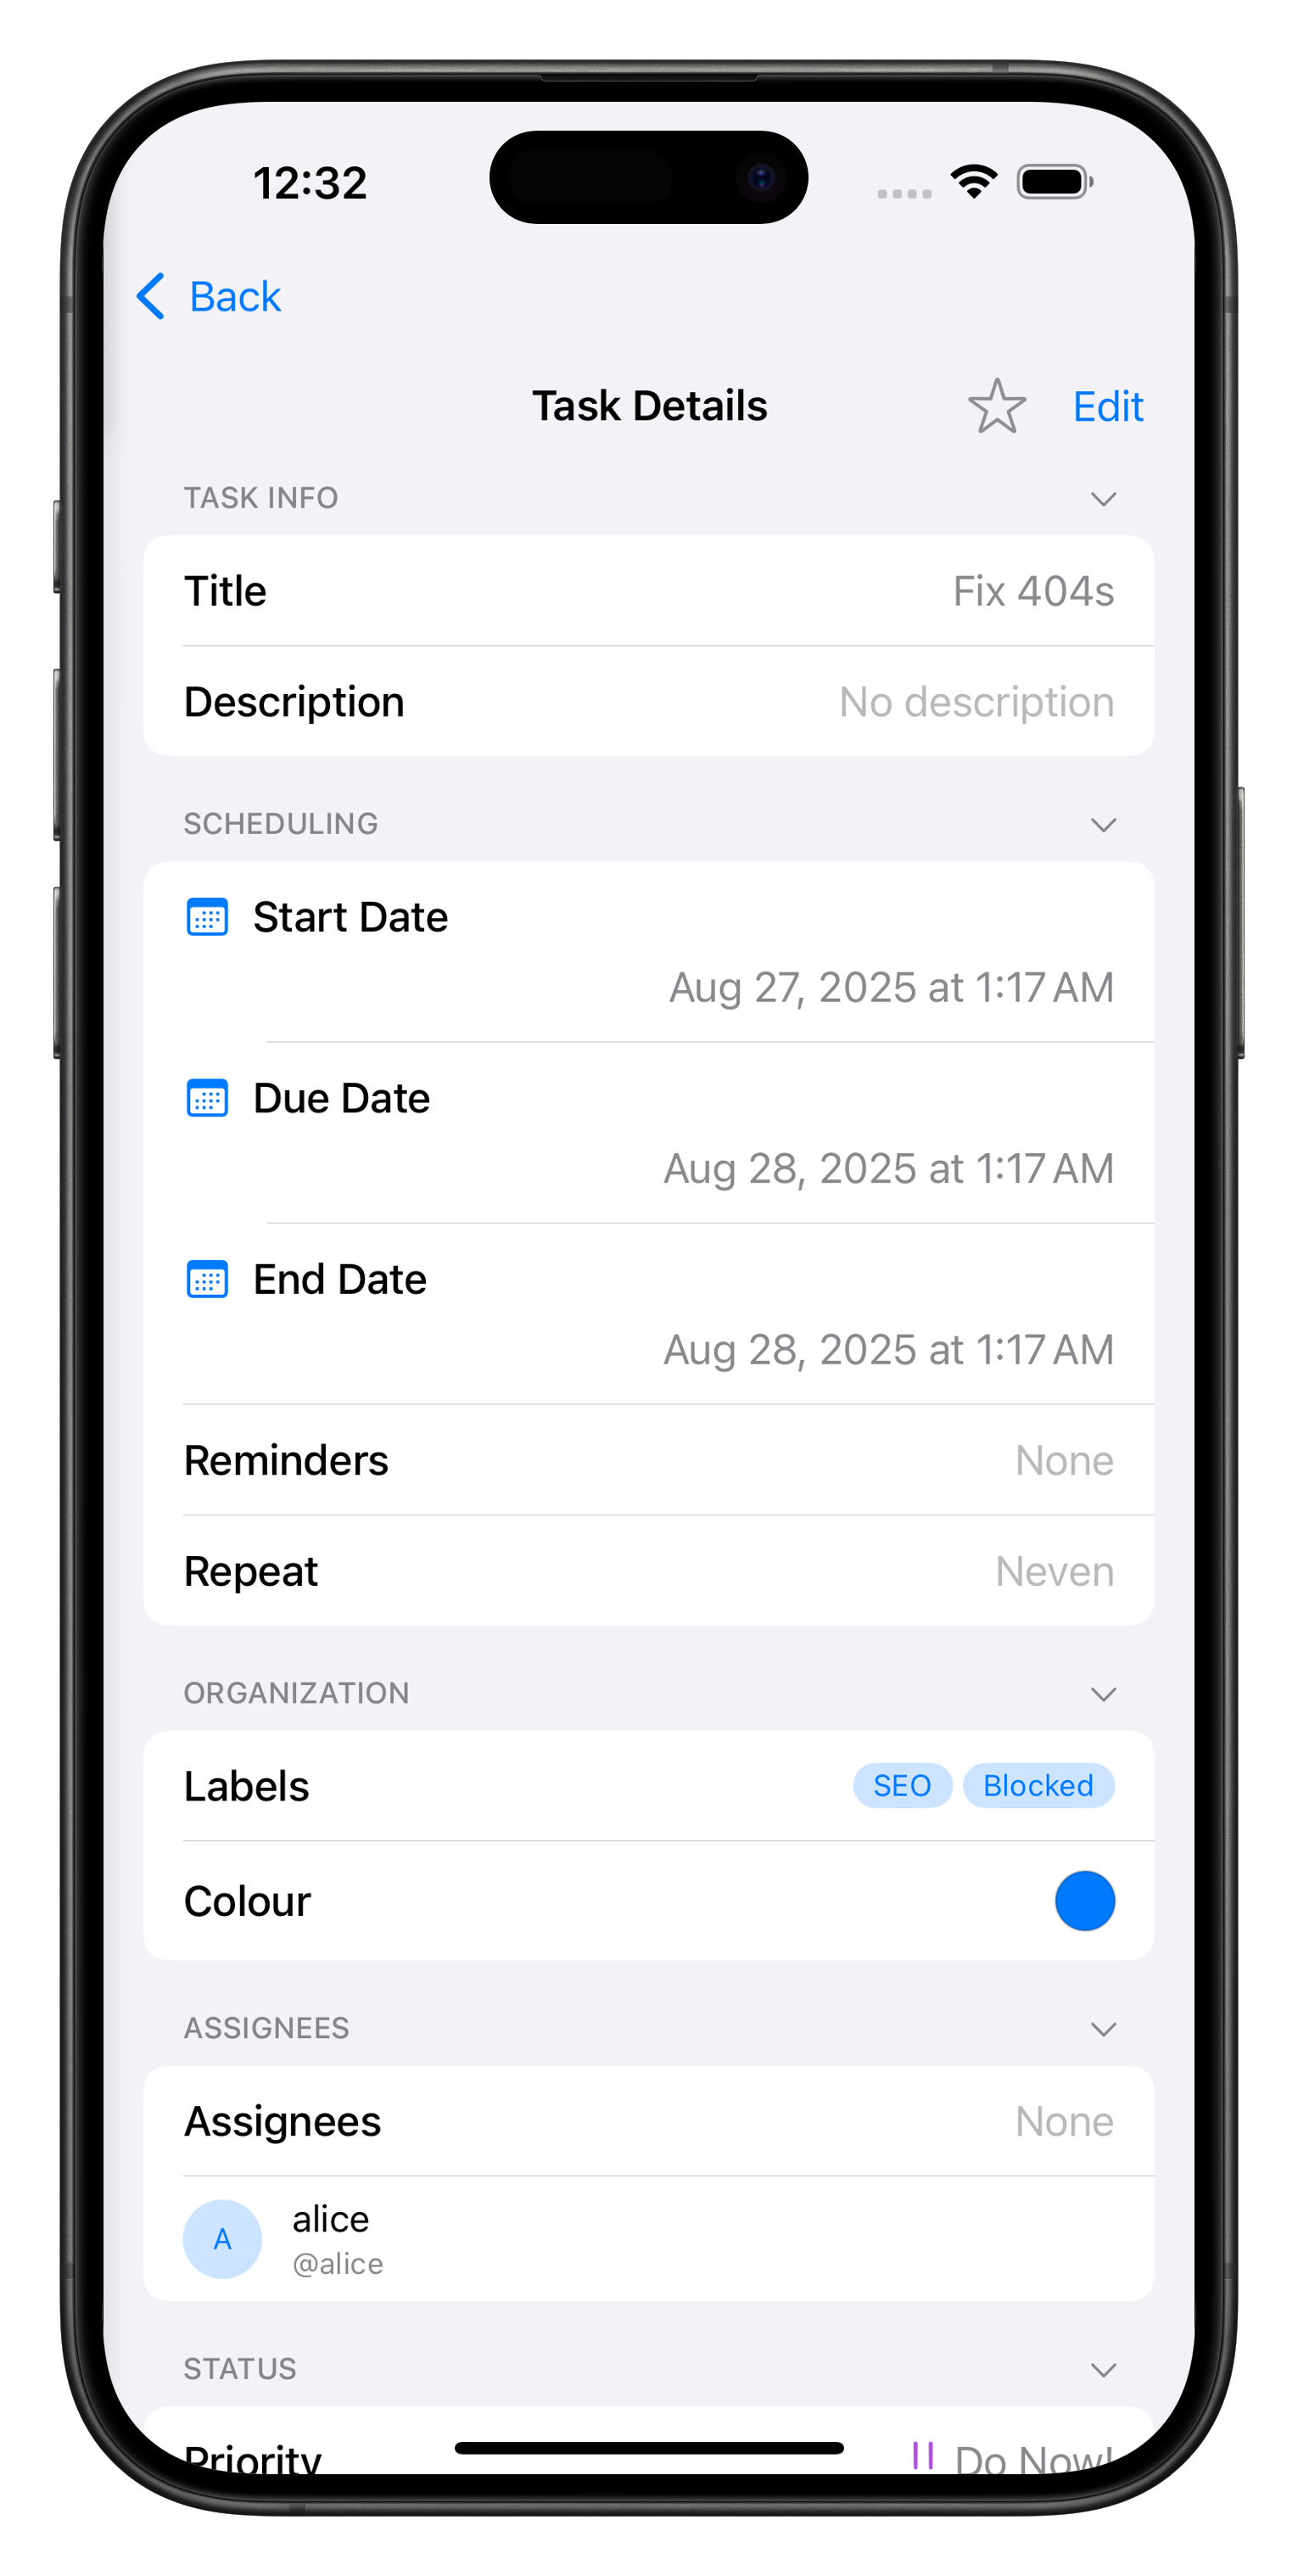 12:32
Back
Task Details
Edit
TASK INFO
Title
Fix 404s
Description
No description
SCHEDULING
Start Date
Aug 27, 2025 at 1:17 AM
Due Date
Aug 28, 2025 at 1:17 AM
End Date
Aug 28, 2025 at 1:17 AM
Reminders
None
Repeat
Neven
ORGANIZATION
Labels
SEO
Blocked
Colour
ASSIGNEES
Assignees
None
A
alice
@alice
STATUS
Priority
Do Now!